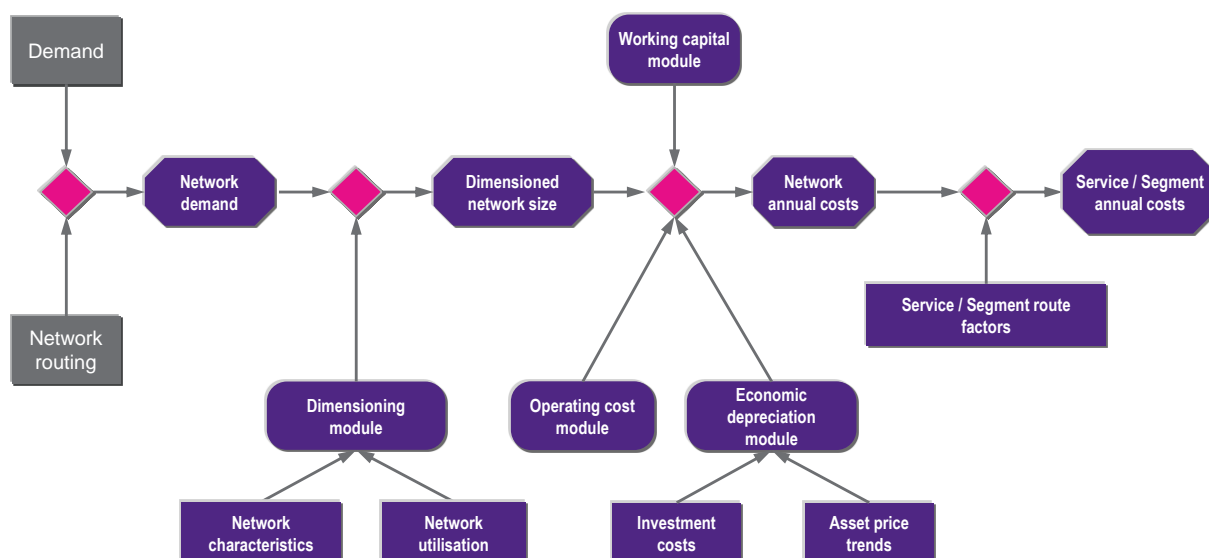 Demand
Working capital
module
Network
demand
Dimensioned
network size
Network
annual costs
Service / Segment
annual costs
Network
routing
Service / Segment route
factors
Dimensioning
module
Operating cost
module
Economic
depreciation
module
Network
characteristics
Network
utilisation
Investment
costs
Asset price
trends